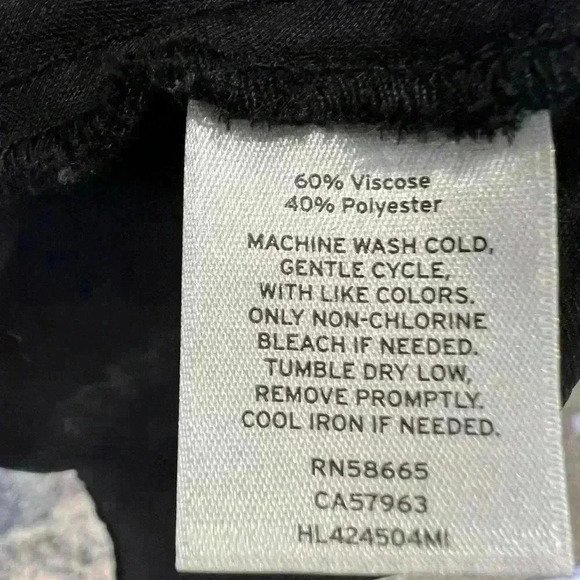 60% Viscose
40% Polyester
MACHINE WASH COLD,
GENTLE CYCLE,
WITH LIKE COLORS.
ONLY NON-CHLORINE
BLEACH IF NEEDED.
TUMBLE DRY LOW,
REMOVE PROMPTLY.
COOL IRON IF NEEDED.
RN58665
CA57963
HL424504MI